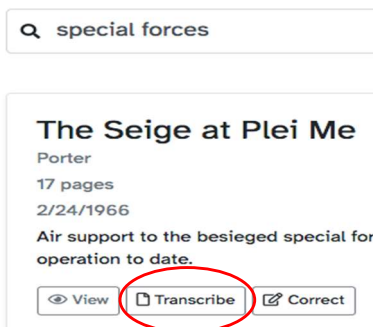 special forces
The Seige at Plei Me
Porter
17 pages
2/24/1966
Air support to the besieged special for
operation to date.
View Transcribe Correct